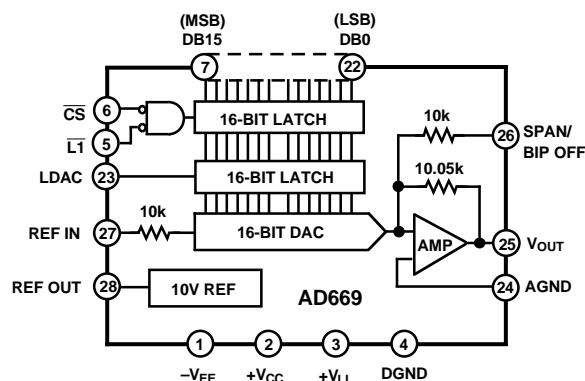 (MSB)
DB15
(LSB)
DB0
7
22
6
CS
5
L1
16-BIT LATCH
10k
26
SPAN/
BIP OFF
10.05k
23
LDAC
16-BIT LATCH
10k
REF IN
27
16-BIT DAC
AMP
25
VOUT
REF OUT
28
10V REF
AD669
24
AGND
1
2
3
4
–VEE
+VCC
+VLL
DGND